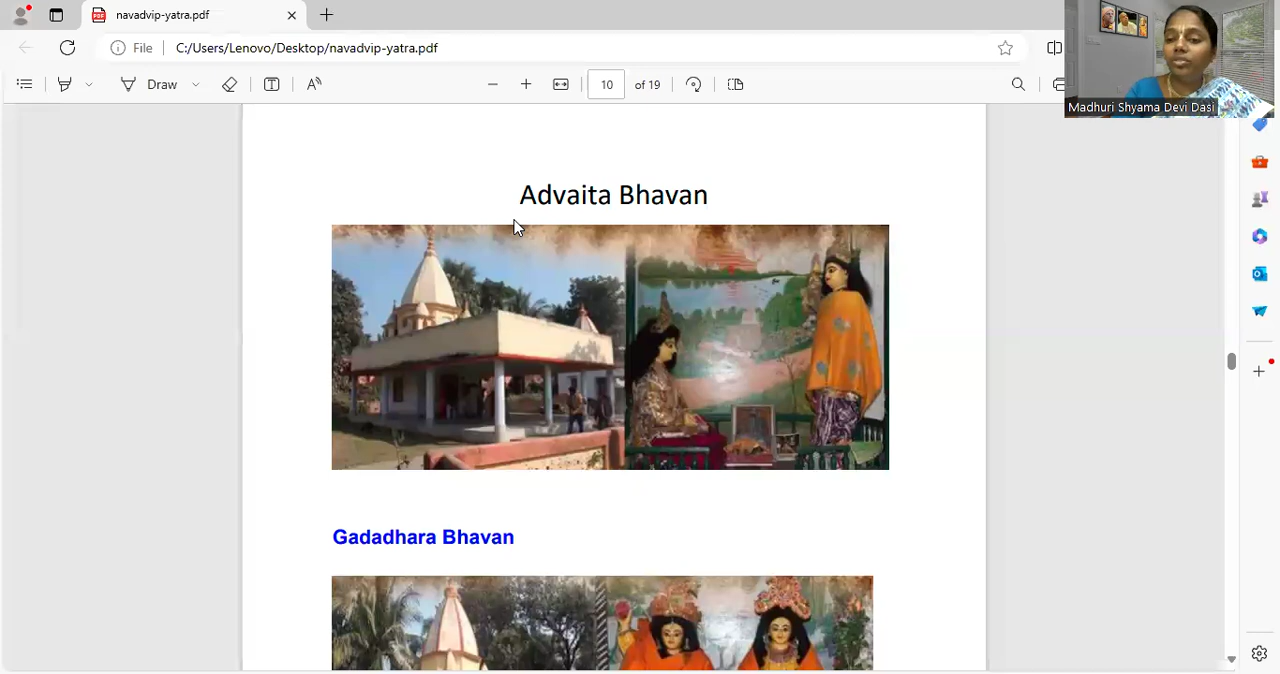 navadvip-yatra.pdf
File
C:/Users/Lenovo/Desktop/navadvip-yatra.pdf
Draw
10 of 19
Madhuri Shyama Devi Dasi
Advaita Bhavan
Gadadhara Bhavan